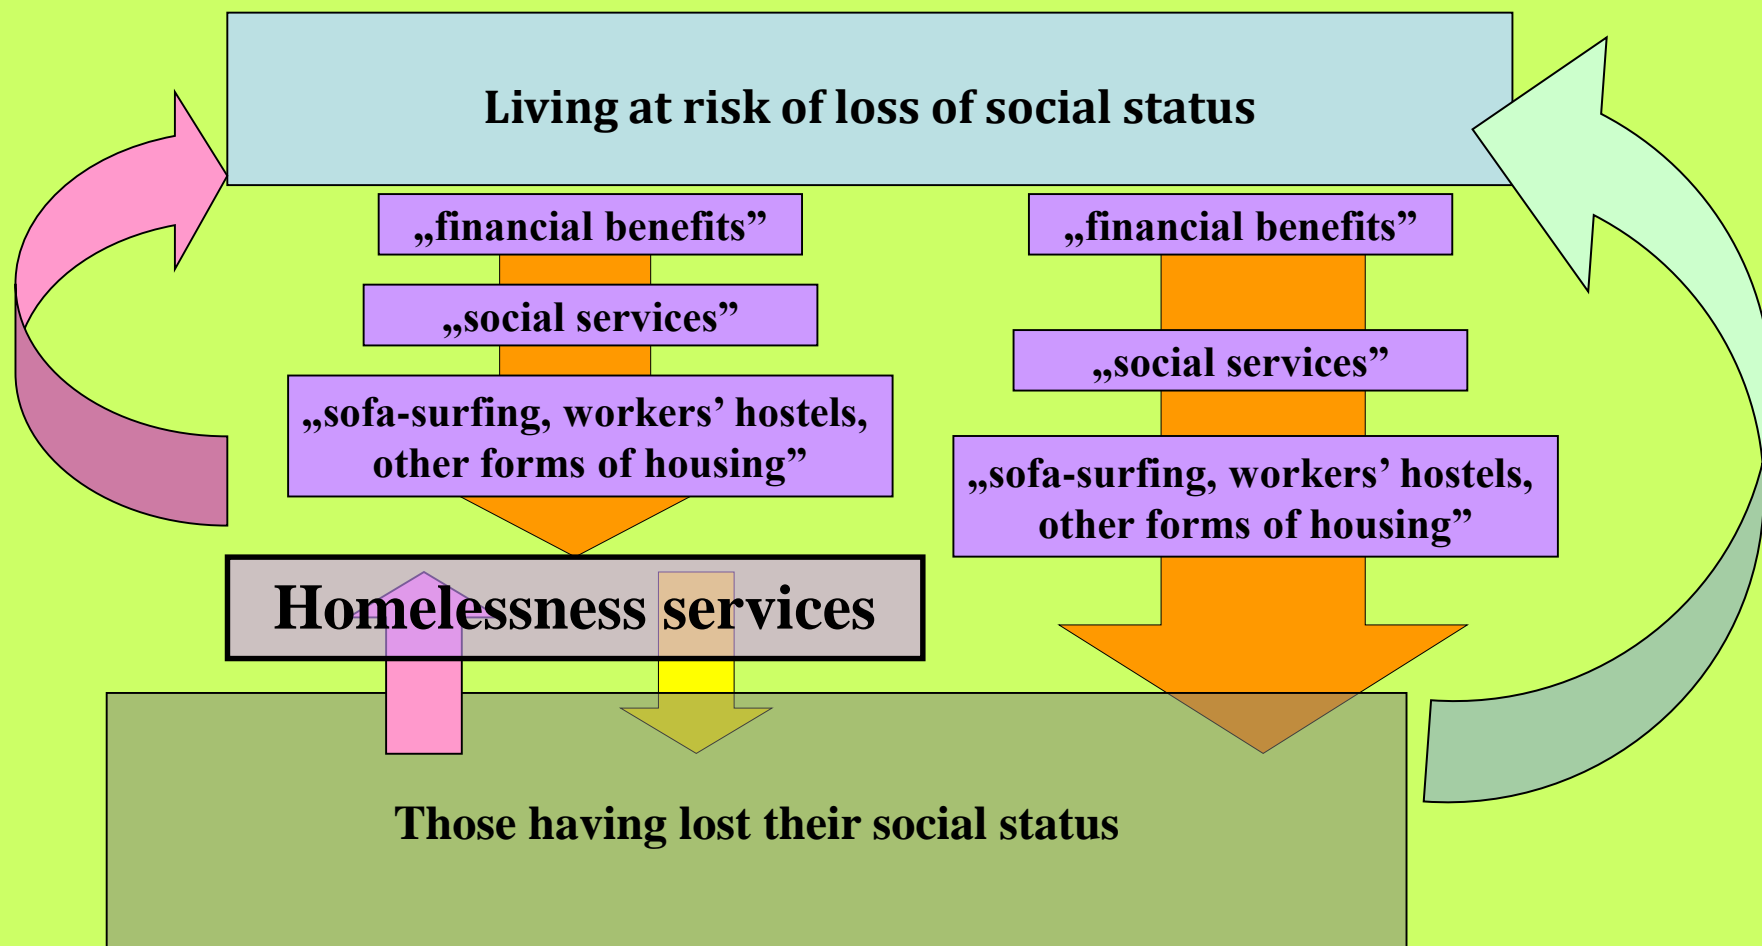 Living at risk of loss of social status
„financial benefits”
„social services”
„sofa-surfing, workers’ hostels,
other forms of housing”
„financial benefits”
„social services”
„sofa-surfing, workers’ hostels,
other forms of housing”
Homelessness services
Those having lost their social status